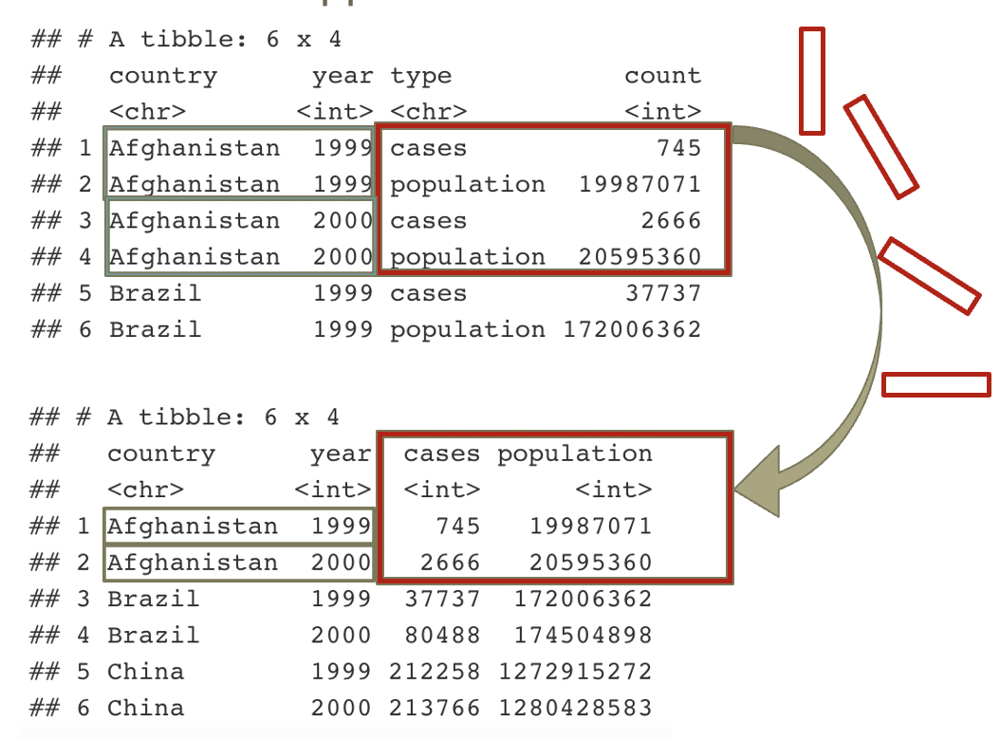 ## # A tibble: 6 x 4
## country year type count
## <chr> <int> <chr> <int>
## 1 Afghanistan 1999 cases 745
## 2 Afghanistan 1999 population 19987071
## 3 Afghanistan 2000 cases 2666
## 4 Afghanistan 2000 population 20595360
## 5 Brazil 1999 cases 37737
## 6 Brazil 1999 population 172006362
## # A tibble: 6 x 4
## country year cases population
## <chr> <int> <int> <int>
## 1 Afghanistan 1999 745 19987071
## 2 Afghanistan 2000 2666 20595360
## 3 Brazil 1999 37737 172006362
## 4 Brazil 2000 80488 174504898
## 5 China 1999 212258 1272915272
## 6 China 2000 213766 1280428583